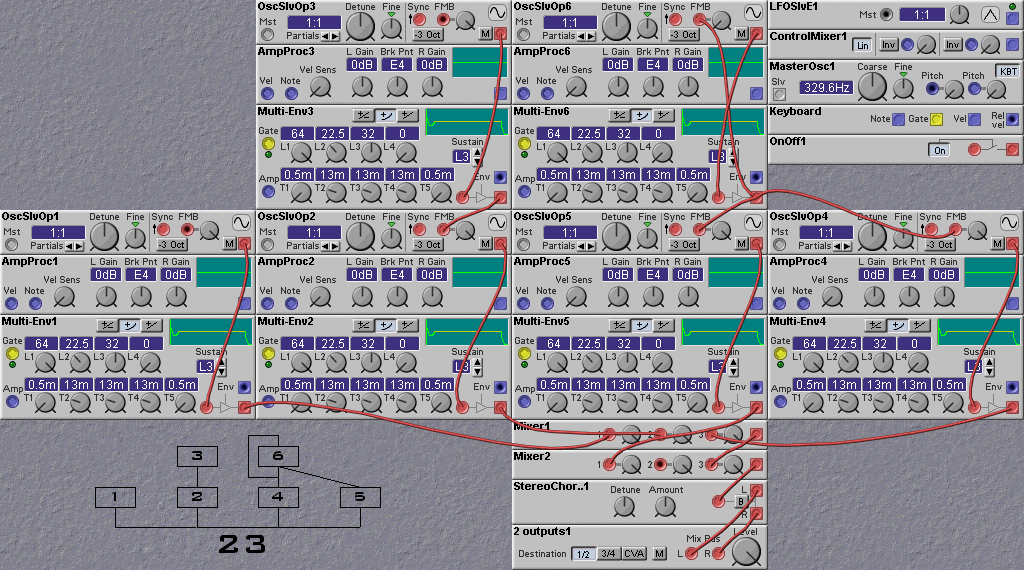 OscSlvOp3
Mst 1:1 Detune Fine Sync FMB
Partials -3 Oct M
AmpProc3
L Gain Brk Pnt R Gain
Vel Sens 0dB E4 0dB
Vel Note
Multi-Env3
Gate 64 22.5 32 0
Sustain
L1 L2 L3 L4 L3
Env
Amp 0.5m 13m 13m 13m 0.5m
T1 T2 T3 T4 T5
OscSlvOp6
Mst 1:1 Detune Fine Sync FMB
Partials -3 Oct M
AmpProc6
L Gain Brk Pnt R Gain
Vel Sens 0dB E4 0dB
Vel Note
Multi-Env6
Gate 64 22.5 32 0
Sustain
L1 L2 L3 L4 L3
Env
Amp 0.5m 13m 13m 13m 0.5m
T1 T2 T3 T4 T5
LFOSlvE1
Mst 1:1
ControlMixer1
Lin Inv Inv
MasterOsc1
Coarse Fine KBT
Slv 329.6Hz Pitch Pitch
Keyboard
Note Gate Vel Rel vel
OnOff1
On
OscSlvOp1
Mst 1:1 Detune Fine Sync FMB
Partials -3 Oct M
AmpProc1
L Gain Brk Pnt R Gain
Vel Sens 0dB E4 0dB
Vel Note
Multi-Env1
Gate 64 22.5 32 0
Sustain
L1 L2 L3 L4 L3
Env
Amp 0.5m 13m 13m 13m 0.5m
T1 T2 T3 T4 T5
OscSlvOp2
Mst 1:1 Detune Fine Sync FMB
Partials -3 Oct M
AmpProc2
L Gain Brk Pnt R Gain
Vel Sens 0dB E4 0dB
Vel Note
Multi-Env2
Gate 64 22.5 32 0
Sustain
L1 L2 L3 L4 L3
Env
Amp 0.5m 13m 13m 13m 0.5m
T1 T2 T3 T4 T5
OscSlvOp5
Mst 1:1 Detune Fine Sync FMB
Partials -3 Oct M
AmpProc5
L Gain Brk Pnt R Gain
Vel Sens 0dB E4 0dB
Vel Note
Multi-Env5
Gate 64 22.5 32 0
Sustain
L1 L2 L3 L4 L3
Env
Amp 0.5m 13m 13m 13m 0.5m
T1 T2 T3 T4 T5
OscSlvOp4
Mst 1:1 Detune Fine Sync FMB
Partials -3 Oct M
AmpProc4
L Gain Brk Pnt R Gain
Vel Sens 0dB E4 0dB
Vel Note
Multi-Env4
Gate 64 22.5 32 0
Sustain
L1 L2 L3 L4 L3
Env
Amp 0.5m 13m 13m 13m 0.5m
T1 T2 T3 T4 T5
Mixer1
1 2 3
Mixer2
1 2 3
StereoChor..1
Detune Amount L
B
R
2 outputs1
Mix Pos Level
Destination 1/2 3/4 CVA M L R
3 6
1 2 4 5
23